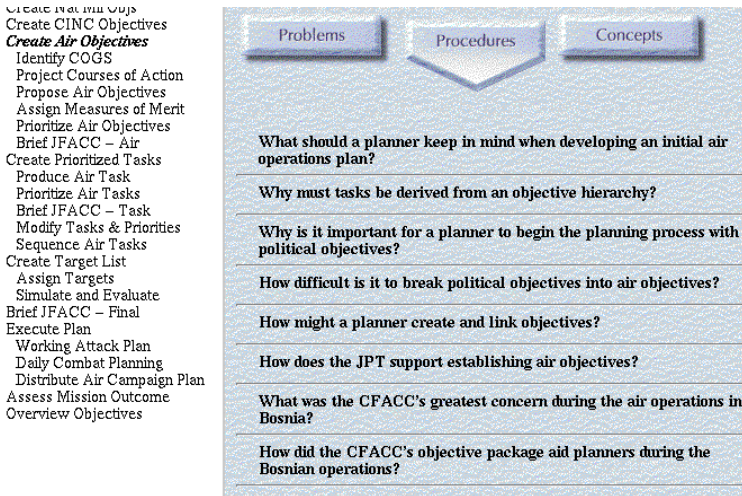 Create Nat Mil Objs
Create CINC Objectives
Create Air Objectives
Identify COGS
Project Courses of Action
Propose Air Objectives
Assign Measures of Merit
Prioritize Air Objectives
Brief JFACC – Air
Create Prioritized Tasks
Produce Air Task
Prioritize Air Tasks
Brief JFACC – Task
Modify Tasks & Priorities
Sequence Air Tasks
Create Target List
Assign Targets
Simulate and Evaluate
Brief JFACC – Final
Execute Plan
Working Attack Plan
Daily Combat Planning
Distribute Air Campaign Plan
Assess Mission Outcome
Overview Objectives
Problems
Procedures
Concepts
What should a planner keep in mind when developing an initial air
operations plan?
Why must tasks be derived from an objective hierarchy?
Why is it important for a planner to begin the planning process with
political objectives?
How difficult is it to break political objectives into air objectives?
How might a planner create and link objectives?
How does the JPT support establishing air objectives?
What was the CFACC's greatest concern during the air operations in
Bosnia?
How did the CFACC's objective package aid planners during the
Bosnian operations?